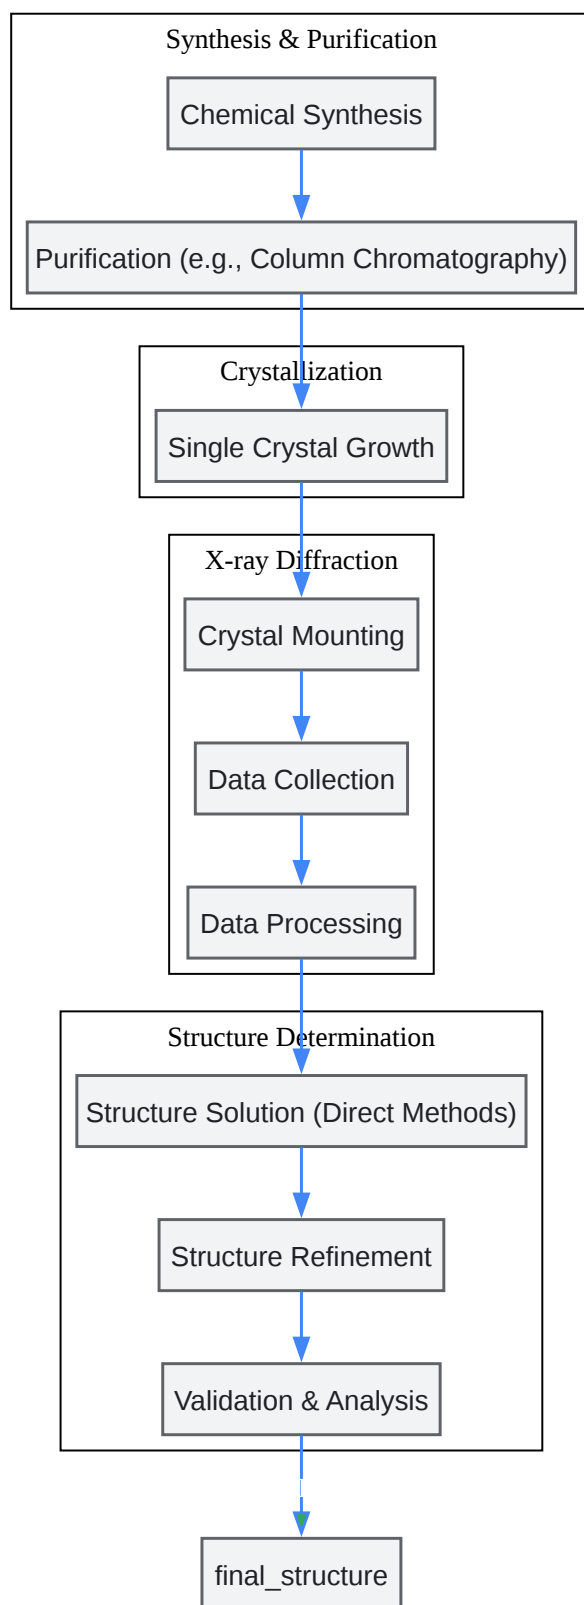 Synthesis & Purification
Chemical Synthesis
Purification (e.g., Column Chromatography)
Crystallization
Single Crystal Growth
X-ray Diffraction
Crystal Mounting
Data Collection
Data Processing
Structure Determination
Structure Solution (Direct Methods)
Structure Refinement
Validation & Analysis
final_structure